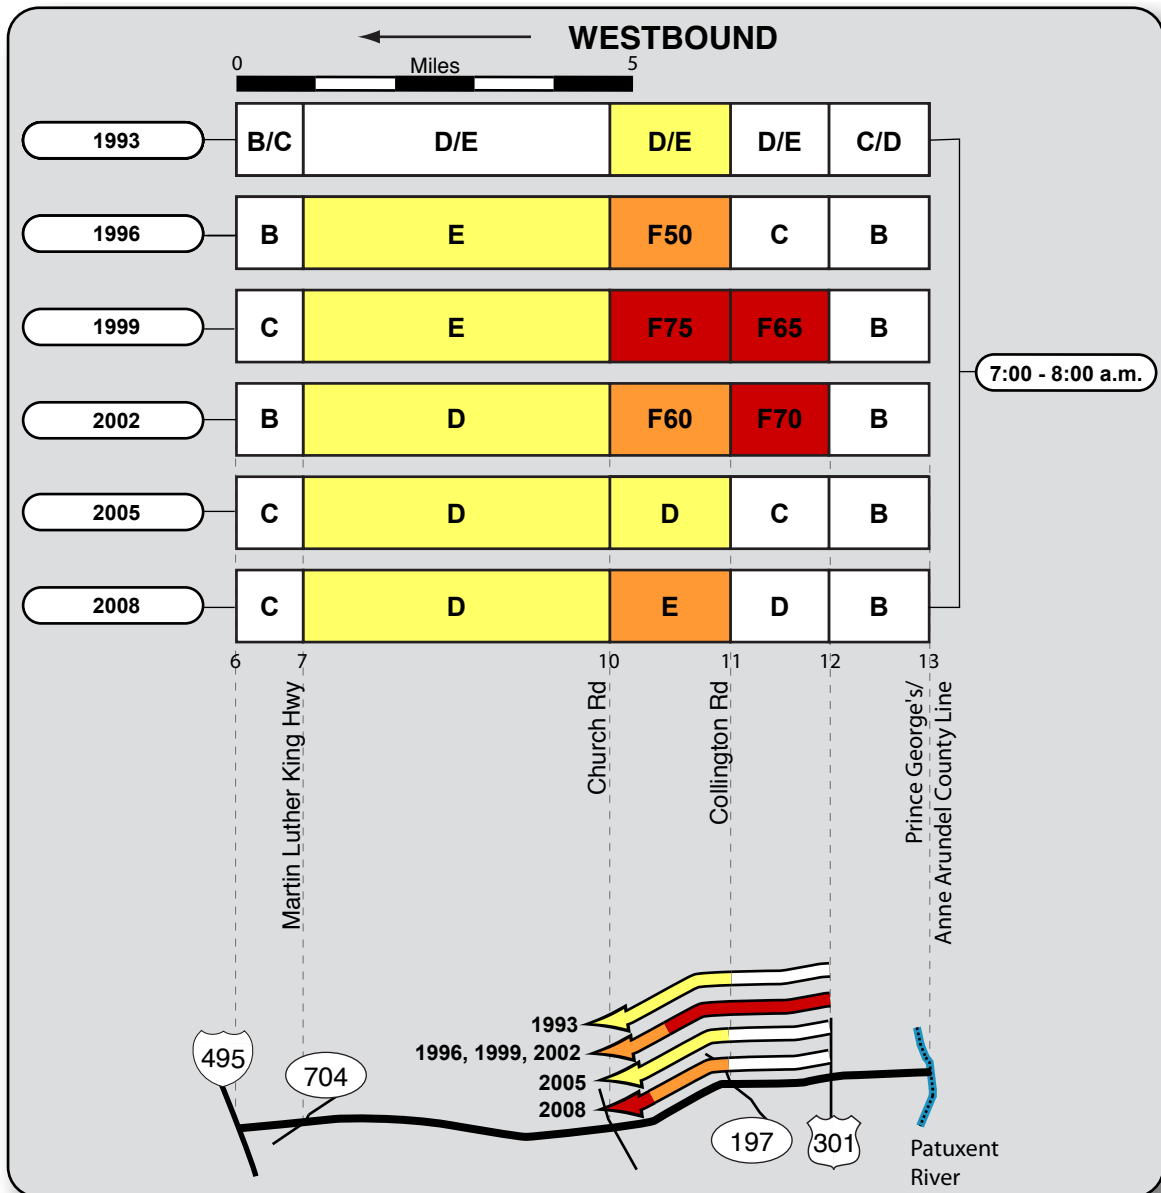 WESTBOUND
0 Miles 5
1993 B/C D/E D/E D/E C/D
1996 B E F50 C B
1999 C E F75 F65 B
7:00 - 8:00 a.m.
2002 B D F60 F70 B
2005 C D D C B
2008 C D E D B
6 7 10 11 12 13
Martin Luther King Hwy
Church Rd
Collington Rd
Prince George's/
Anne Arundel County Line
1993
1996, 1999, 2002
2005
2008
495
704
197
301
Patuxent
River